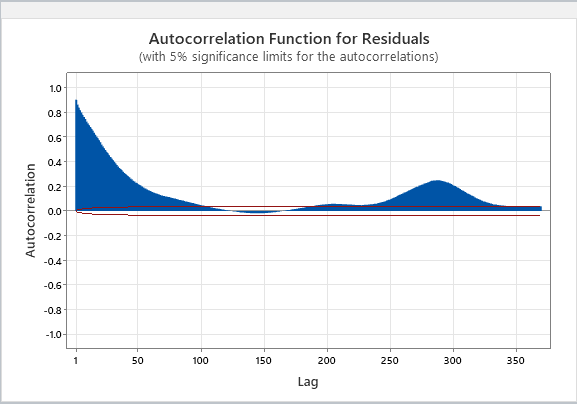 Autocorrelation Function for Residuals
(with 5% significance limits for the autocorrelations)
1.0
0.8
0.6
0.4
0.2
0.0
-0.2
-0.4
-0.6
-0.8
-1.0
Autocorrelation
1 50 100 150 200 250 300 350
Lag